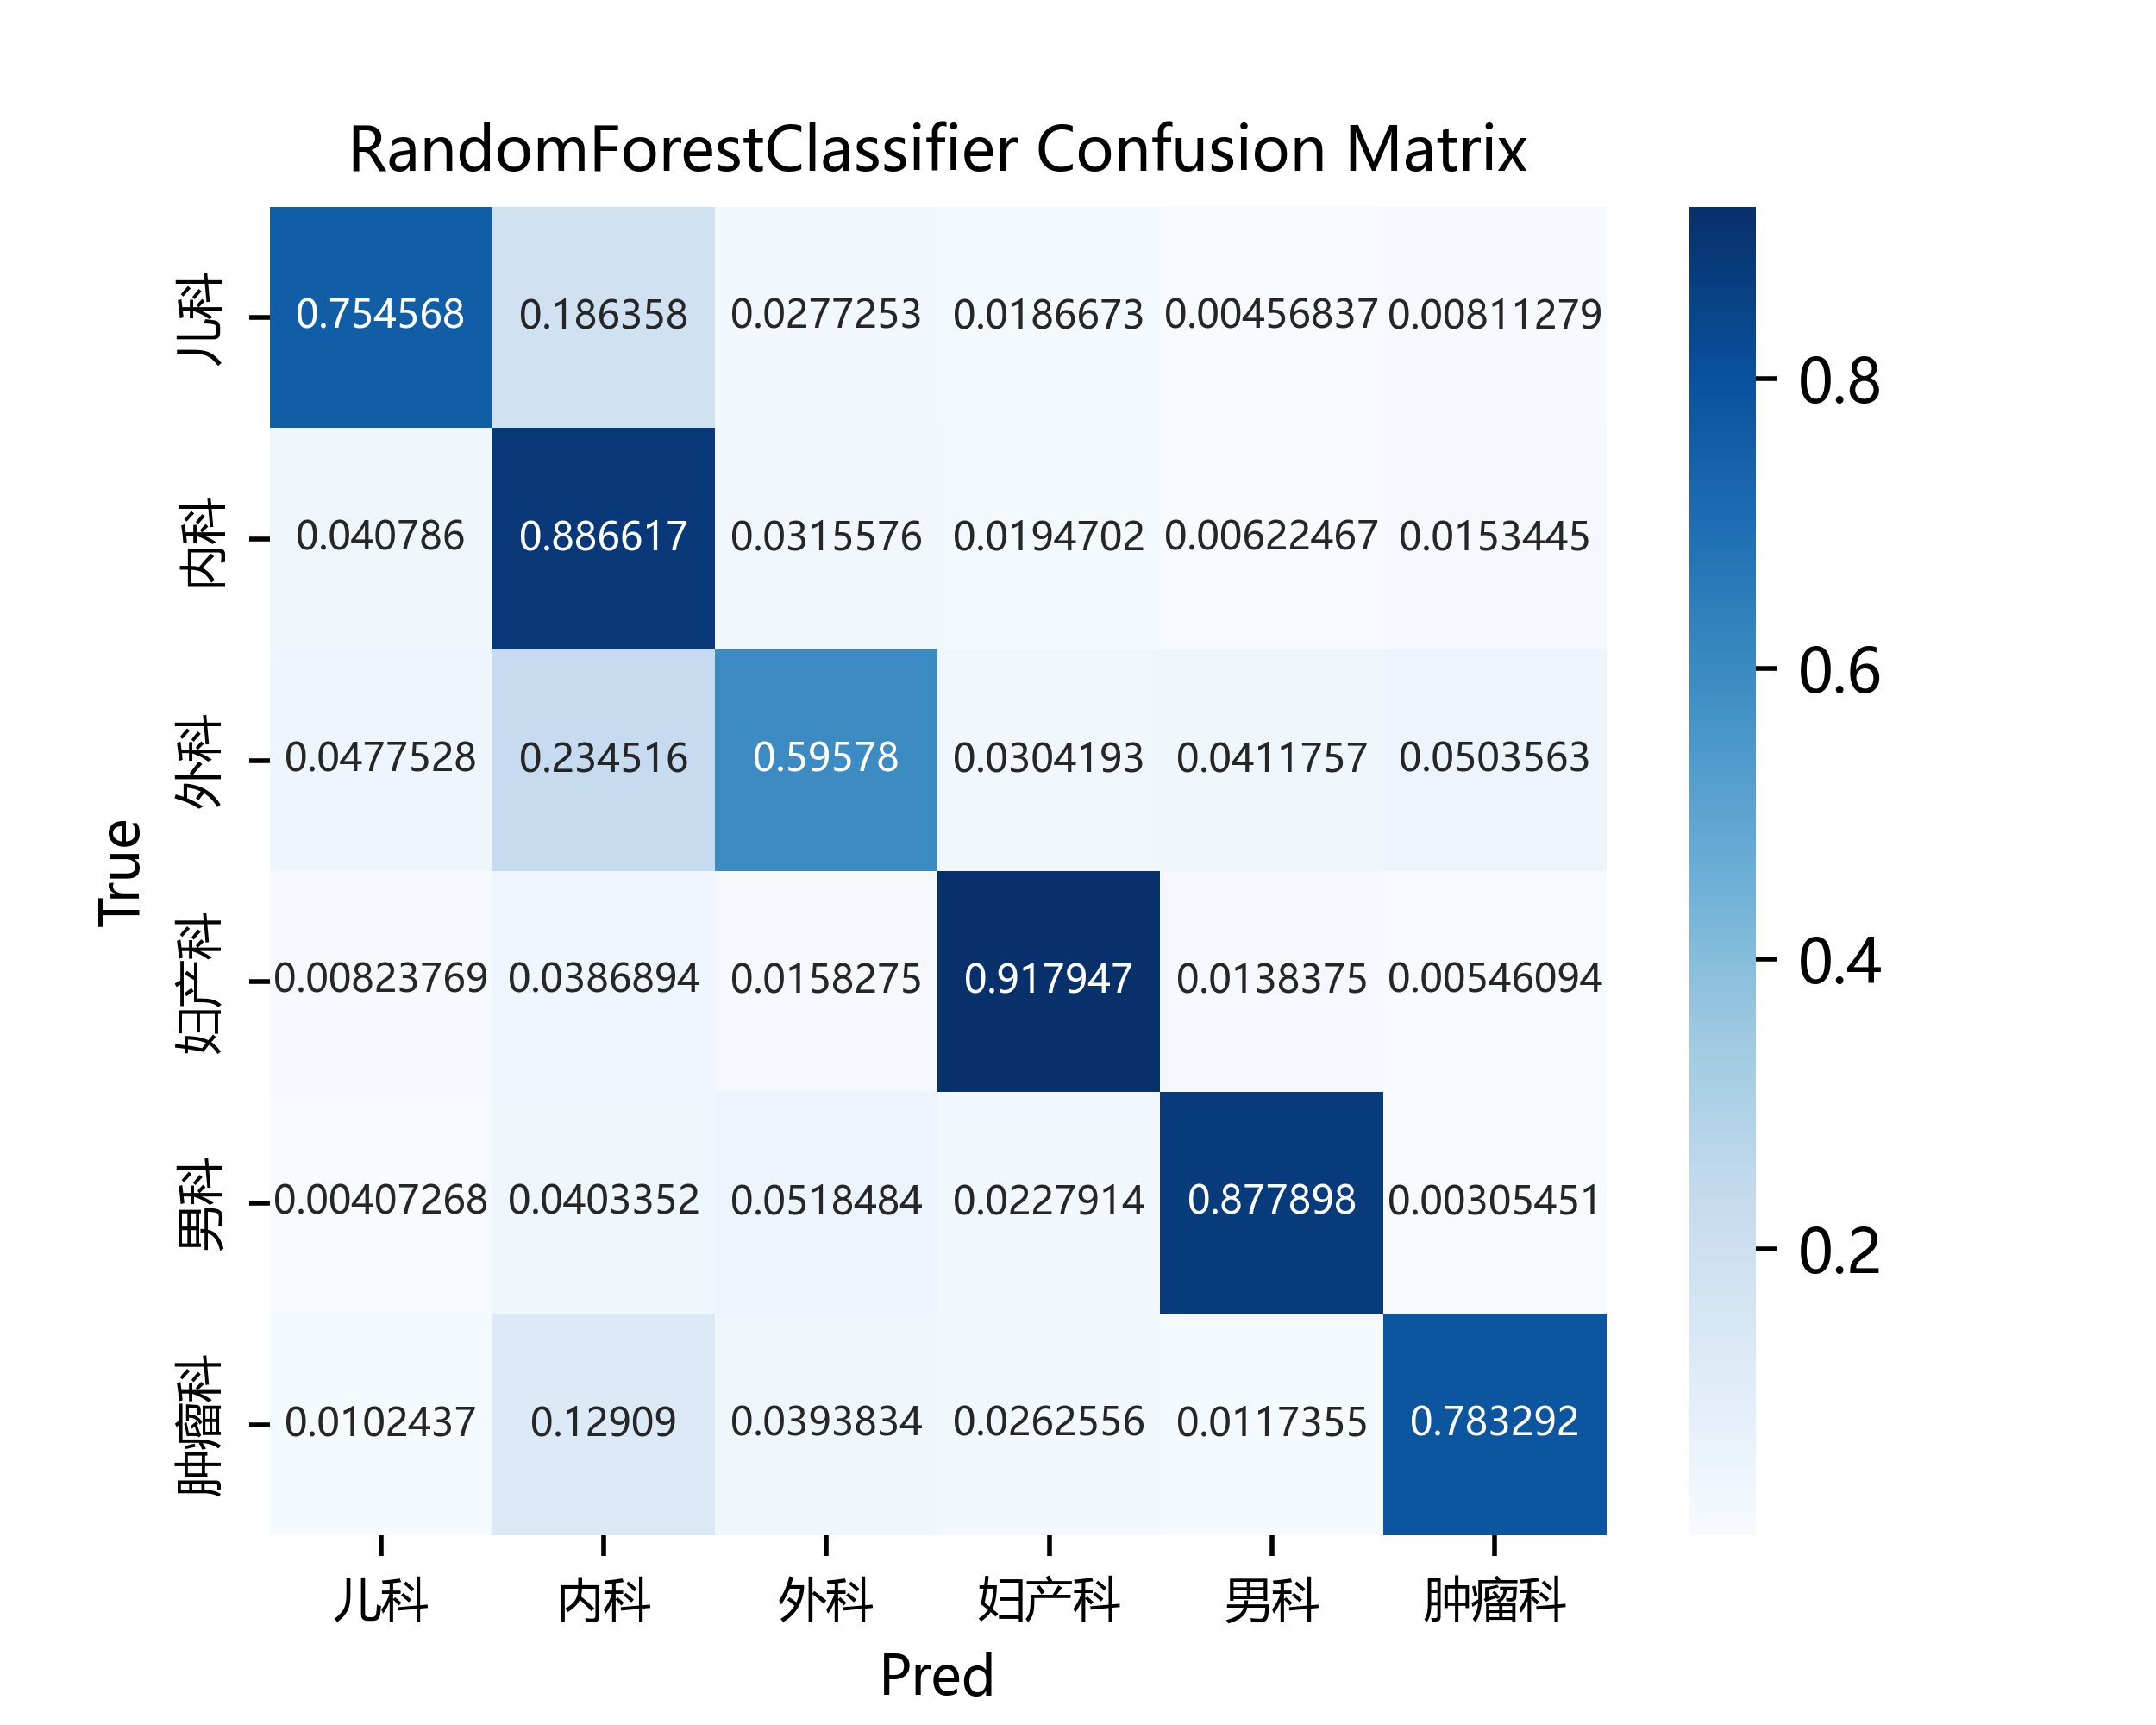 RandomForestClassifier Confusion Matrix
儿科 0.754568 0.186358 0.0277253 0.0186673 0.00456837 0.00811279
内科 0.040786 0.886617 0.0315576 0.0194702 0.00622467 0.0153445
外科 0.0477528 0.234516 0.59578 0.0304193 0.0411757 0.0503563
妇产科 0.00823769 0.0386894 0.0158275 0.917947 0.0138375 0.00546094
男科 0.00407268 0.0403352 0.0518484 0.0227914 0.877898 0.00305451
肿瘤科 0.0102437 0.12909 0.0393834 0.0262556 0.0117355 0.783292
儿科 内科 外科 妇产科 男科 肿瘤科
Pred
True
0.8
0.6
0.4
0.2